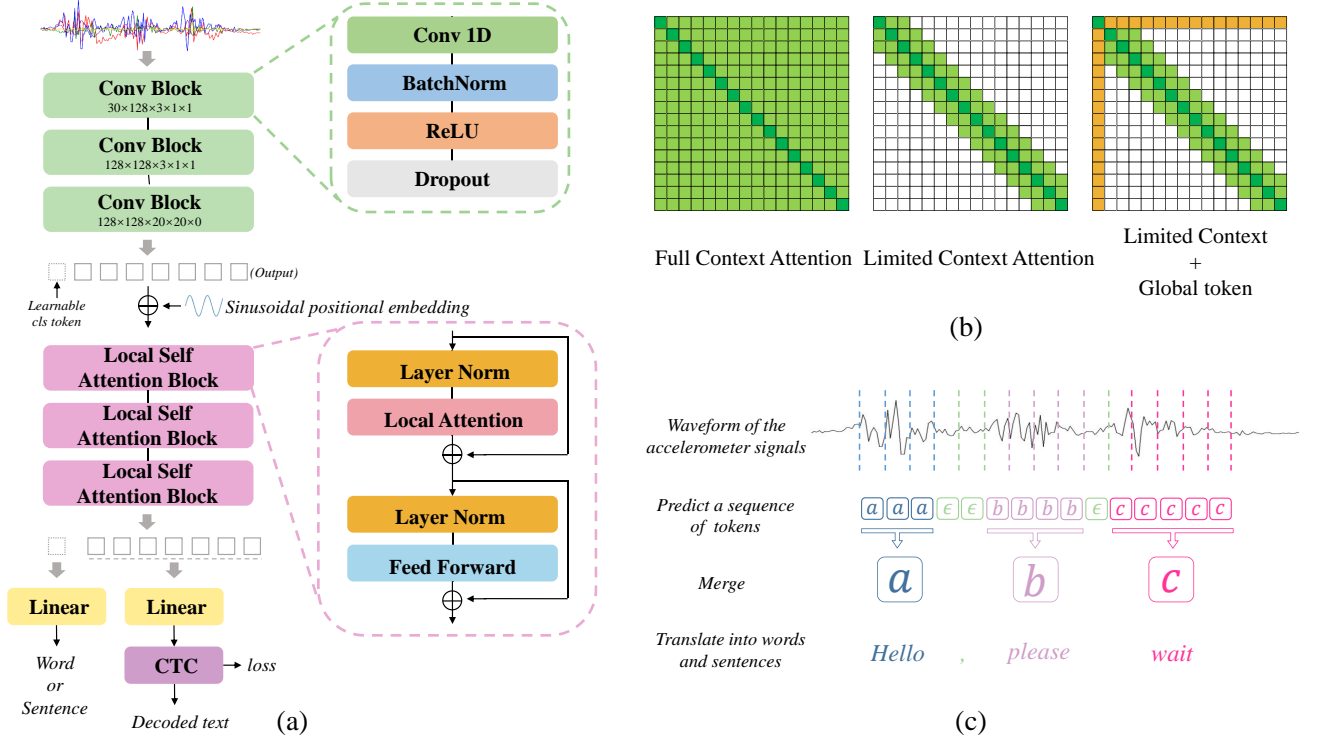 Conv Block
30×128×3×1×1
Conv Block
128×128×3×1×1
Conv Block
128×128×20×20×0
Conv 1D
BatchNorm
ReLU
Dropout
(Output)
Learnable
cls token
Sinusoidal positional embedding
Local Self
Attention Block
Local Self
Attention Block
Local Self
Attention Block
Layer Norm
Local Attention
Layer Norm
Feed Forward
Linear
Linear
Word
or
Sentence
CTC
loss
Decoded text
(a)
Full Context Attention
Limited Context Attention
Limited Context
+
Global token
(b)
Waveform of the
accelerometer signals
Predict a sequence
of tokens
a a a ϵ ϵ b b b b ϵ c c c c c
Merge
a b c
Translate into words
and sentences
Hello , please wait
(c)